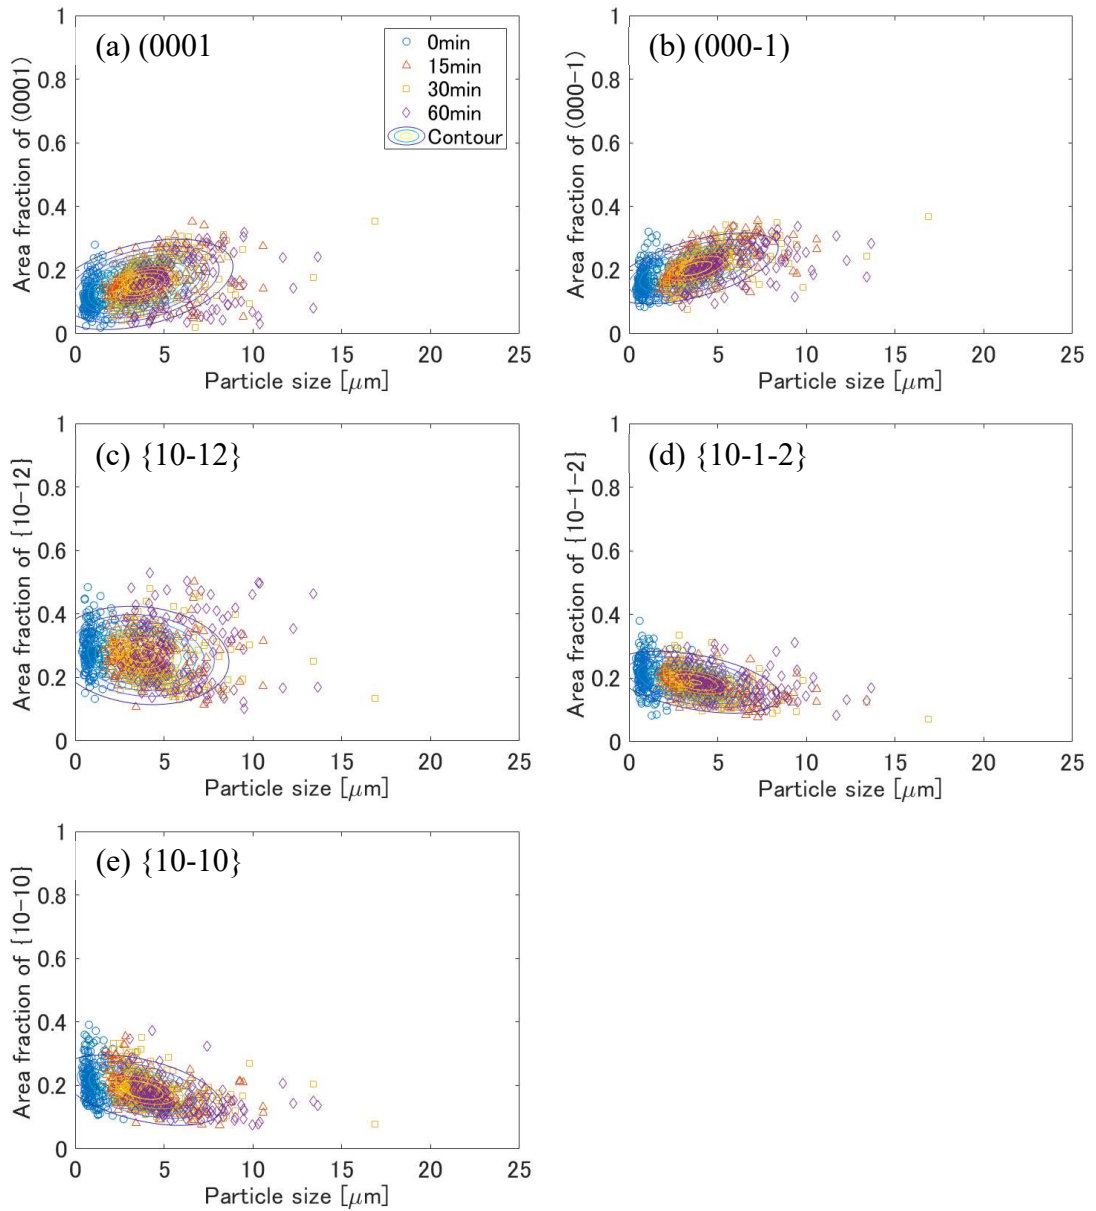 (a) (0001
0min
15min
30min
60min
Contour
Area fraction of (0001)
1
0.8
0.6
0.4
0.2
0
0 5 10 15 20 25
Particle size [μm]
(b) (000-1)
Area fraction of (000-1)
1
0.8
0.6
0.4
0.2
0
0 5 10 15 20 25
Particle size [μm]
(c) {10-12}
Area fraction of {10-12}
1
0.8
0.6
0.4
0.2
0
0 5 10 15 20 25
Particle size [μm]
(d) {10-1-2}
Area fraction of {10-1-2}
1
0.8
0.6
0.4
0.2
0
0 5 10 15 20 25
Particle size [μm]
(e) {10-10}
Area fraction of {10-10}
1
0.8
0.6
0.4
0.2
0
0 5 10 15 20 25
Particle size [μm]